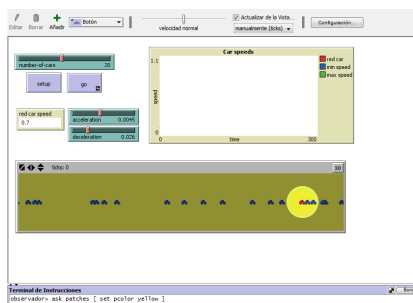 Editar Borrar Añadir Botón
velocidad normal
Actualizar de la Vista...
manualmente (ticks)
Configuración...
number-of-cars 20
setup
go
red car speed
0.7
acceleration 0.0045
deceleration 0.026
Car speeds
1.1
speed
0
0 time 300
red car
min speed
max speed
ticks: 0
3D
Terminal de Instrucciones
observador> ask patches [ set pcolor yellow ]